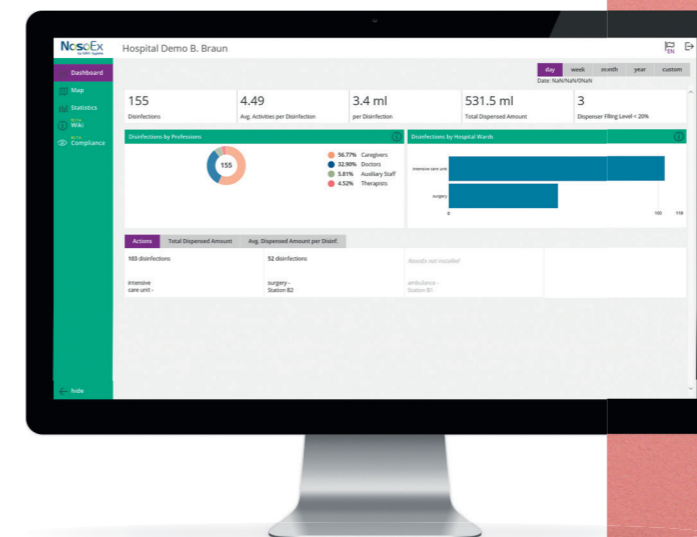 NosoEx
Hospital Demo B. Braun
EN
Dashboard
Map
Statistics
BETA
Wiki
BETA
Compliance
hide
day week month year custom
Date: NaN/NaN/0NaN
155
Disinfections
4.49
Avg. Activities per Disinfection
3.4 ml
per Disinfection
531.5 ml
Total Dispensed Amount
3
Dispenser Filling Level < 20%
Disinfections by Professions
155
56.77% Caregivers
32.90% Doctors
5.81% Auxiliary Staff
4.52% Therapists
Disinfections by Hospital Wards
intensive care unit
surgery
0 100 118
Actions Total Dispensed Amount Avg. Dispensed Amount per Disinf.
103 disinfections
intensive
care unit -
52 disinfections
surgery -
Station B2
NosoEx not installed
ambulance -
Station B1